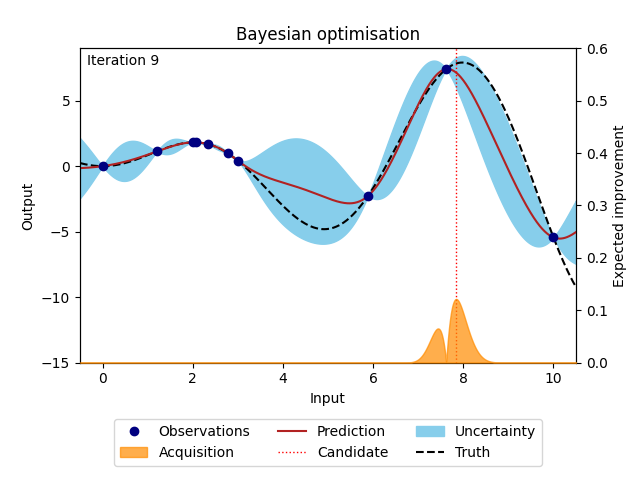 Bayesian optimisation
Iteration 9
Output
5
0
−5
−10
−15
0.6
0.5
0.4
0.3
0.2
0.1
0.0
Expected improvement
0 2 4 6 8 10
Input
Observations Prediction Uncertainty
Acquisition Candidate Truth